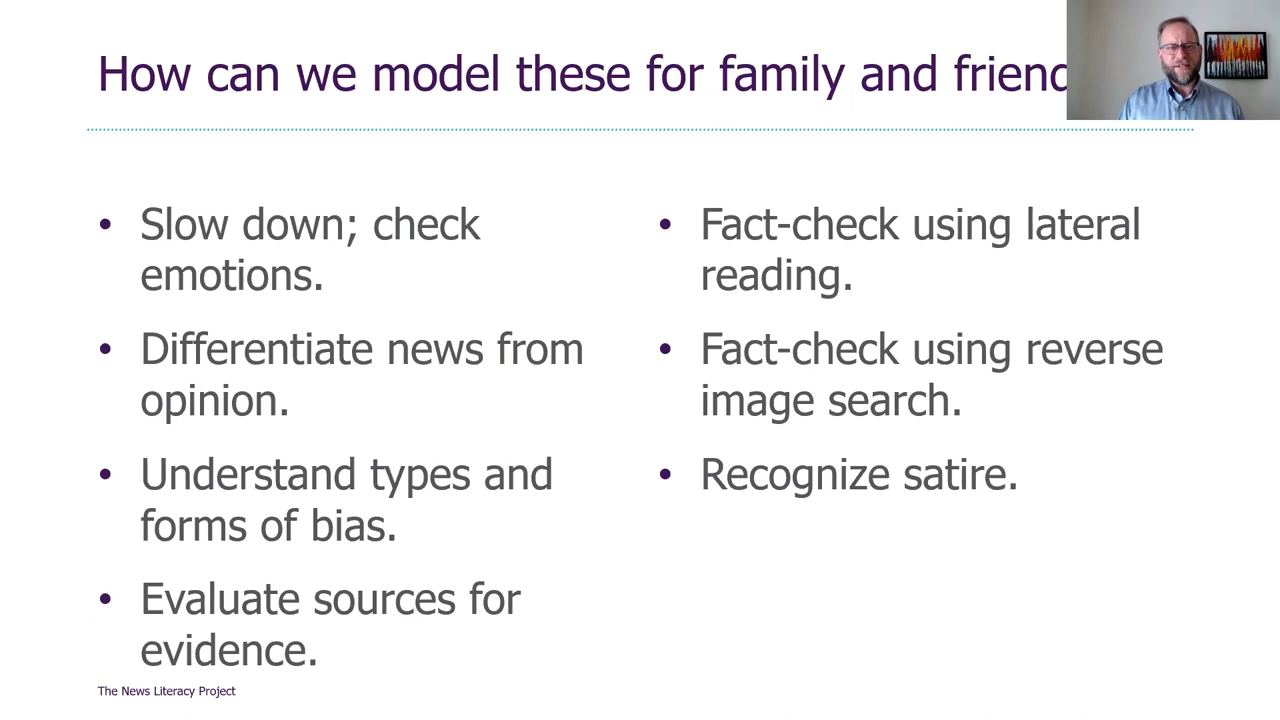 How can we model these for family and friend
• Slow down; check
emotions.
• Differentiate news from
opinion.
• Understand types and
forms of bias.
• Evaluate sources for
evidence.
• Fact-check using lateral
reading.
• Fact-check using reverse
image search.
• Recognize satire.
The News Literacy Project